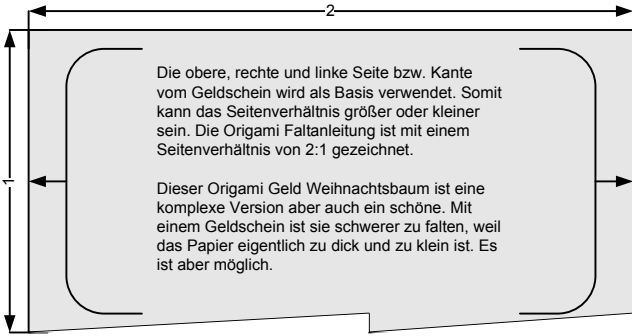 2
1
Die obere, rechte und linke Seite bzw. Kante
vom Geldschein wird als Basis verwendet. Somit
kann das Seitenverhältnis größer oder kleiner
sein. Die Origami Faltanleitung ist mit einem
Seitenverhältnis von 2:1 gezeichnet.
Dieser Origami Geld Weihnachtsbaum ist eine
komplexe Version aber auch ein schöne. Mit
einem Geldschein ist sie schwerer zu falten, weil
das Papier eigentlich zu dick und zu klein ist. Es
ist aber möglich.